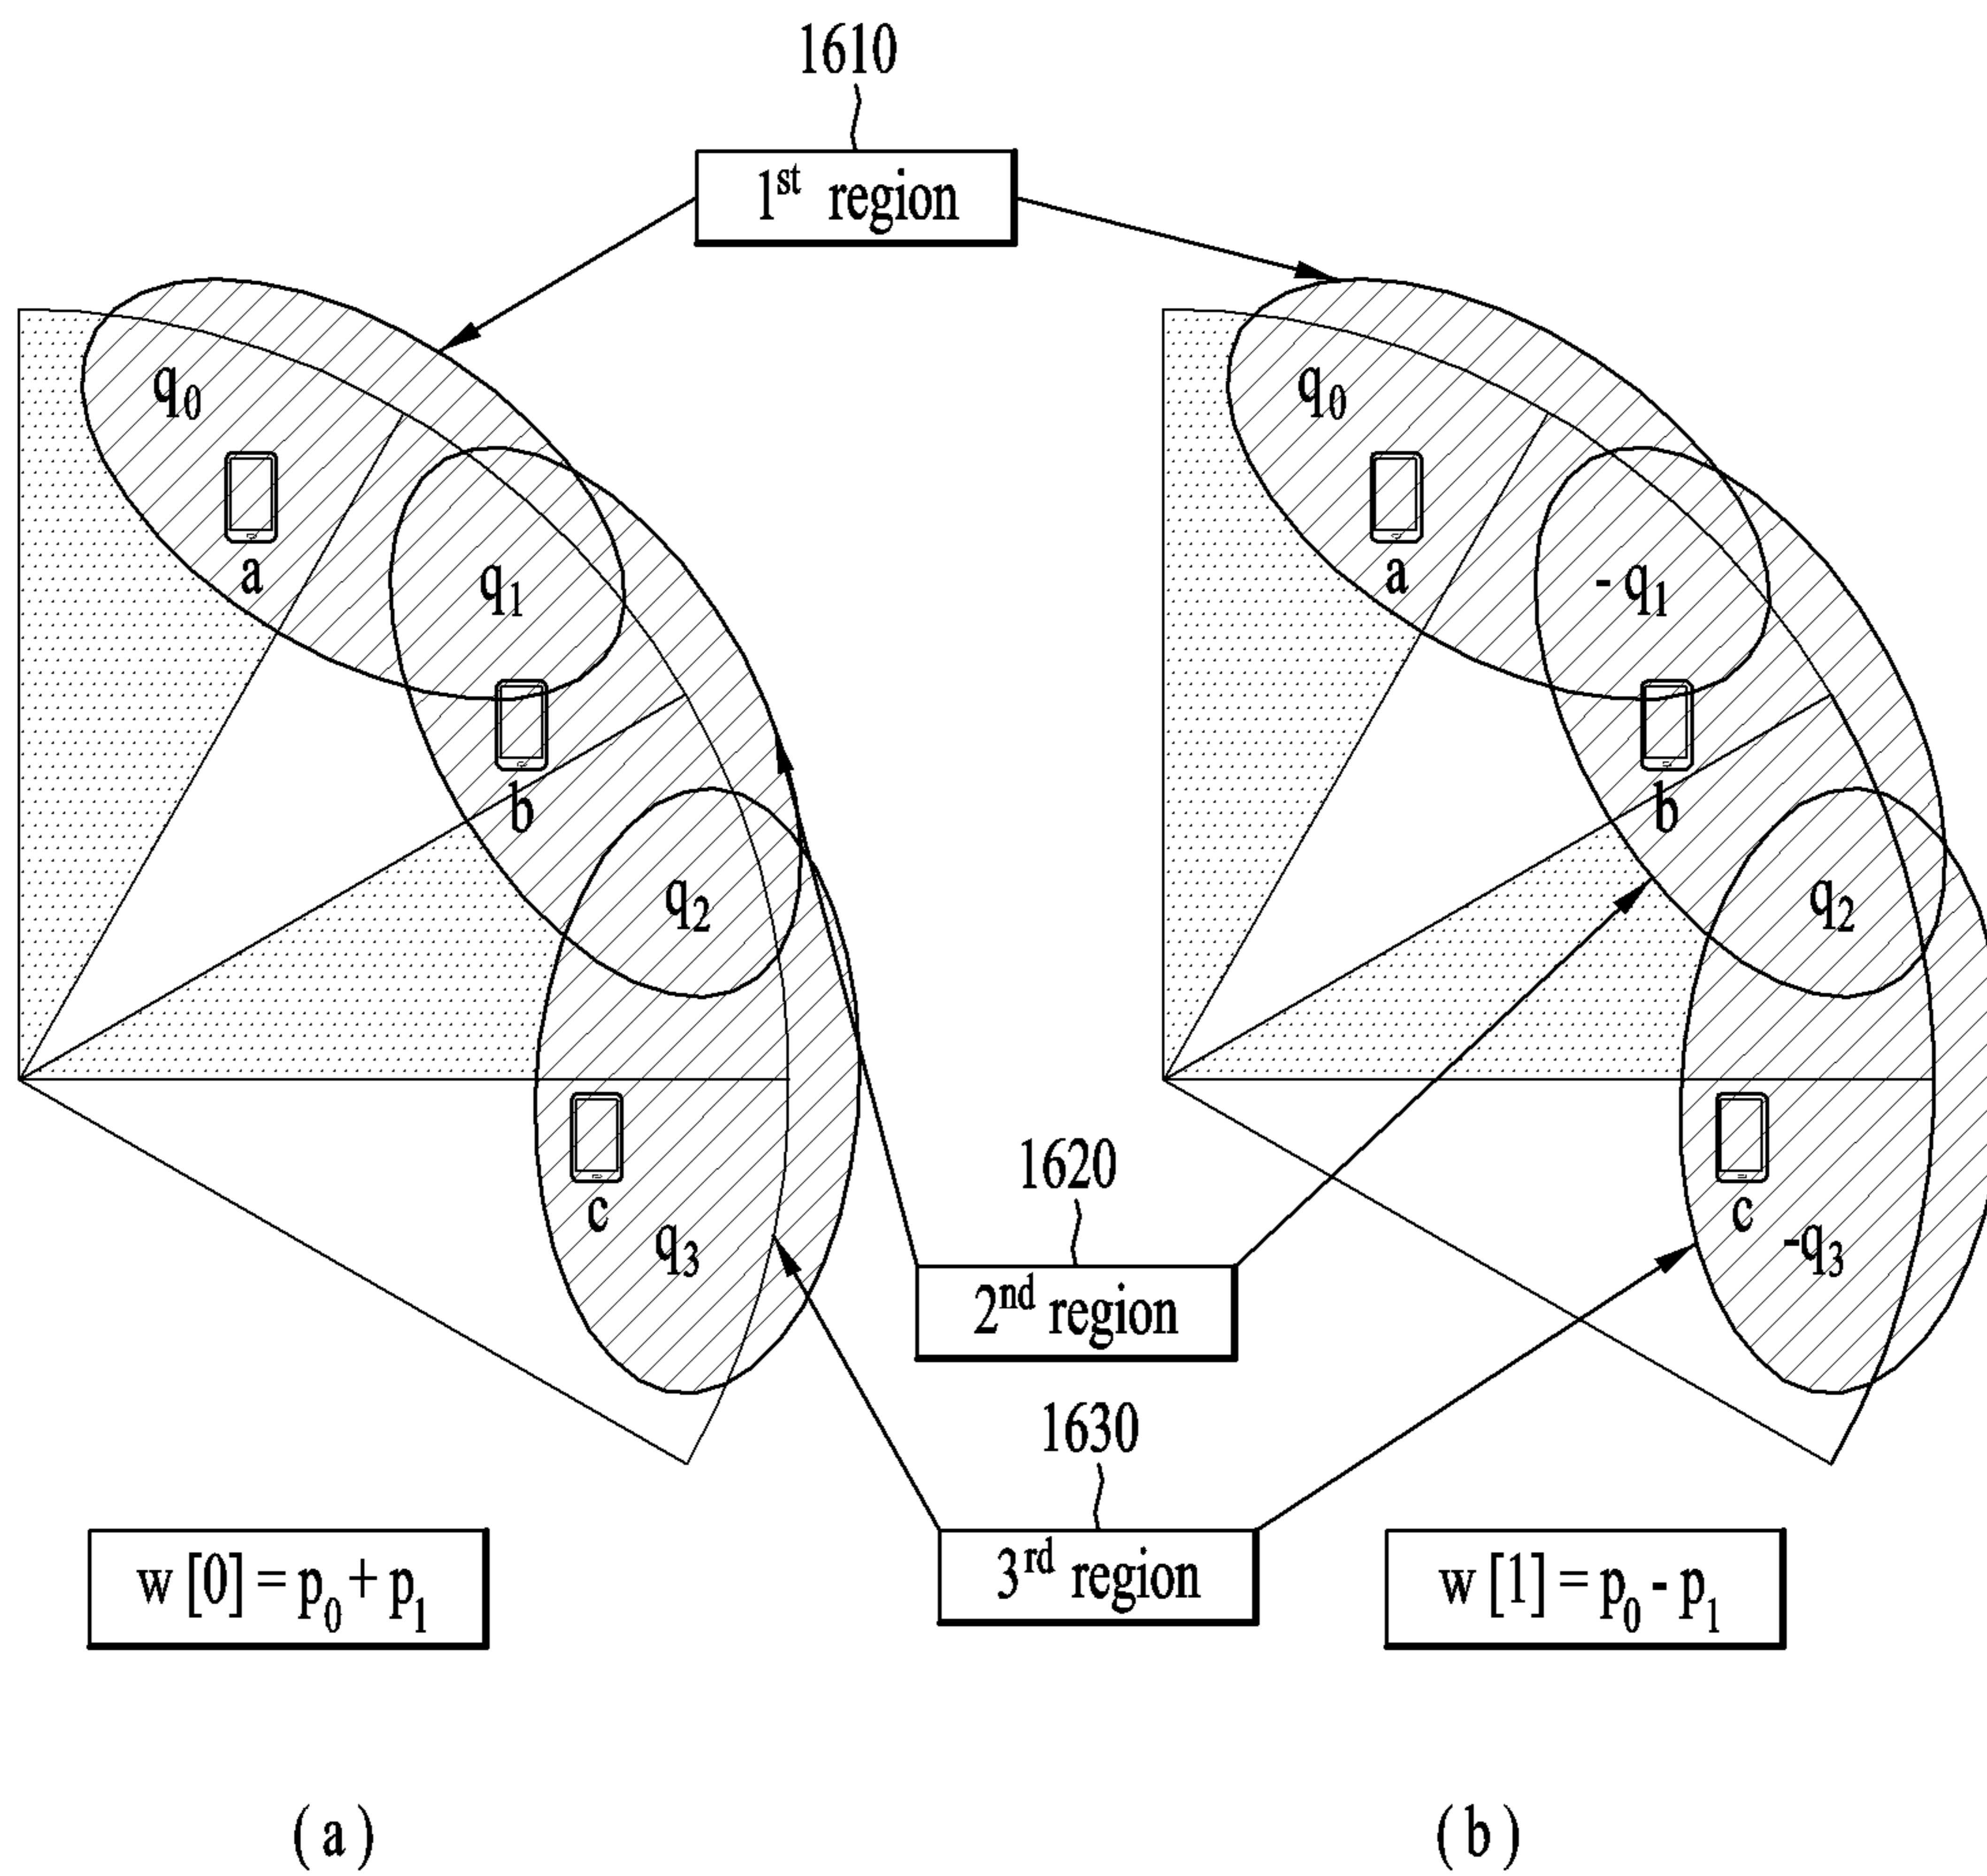 1610
1st region
q0 q0
a a
q1 - q1
b b
q2 q2
c c
q3 -q3
1620
2nd region
1630
3rd region
w [0] = p0 + p1 w [1] = p0 - p1
( a ) ( b )